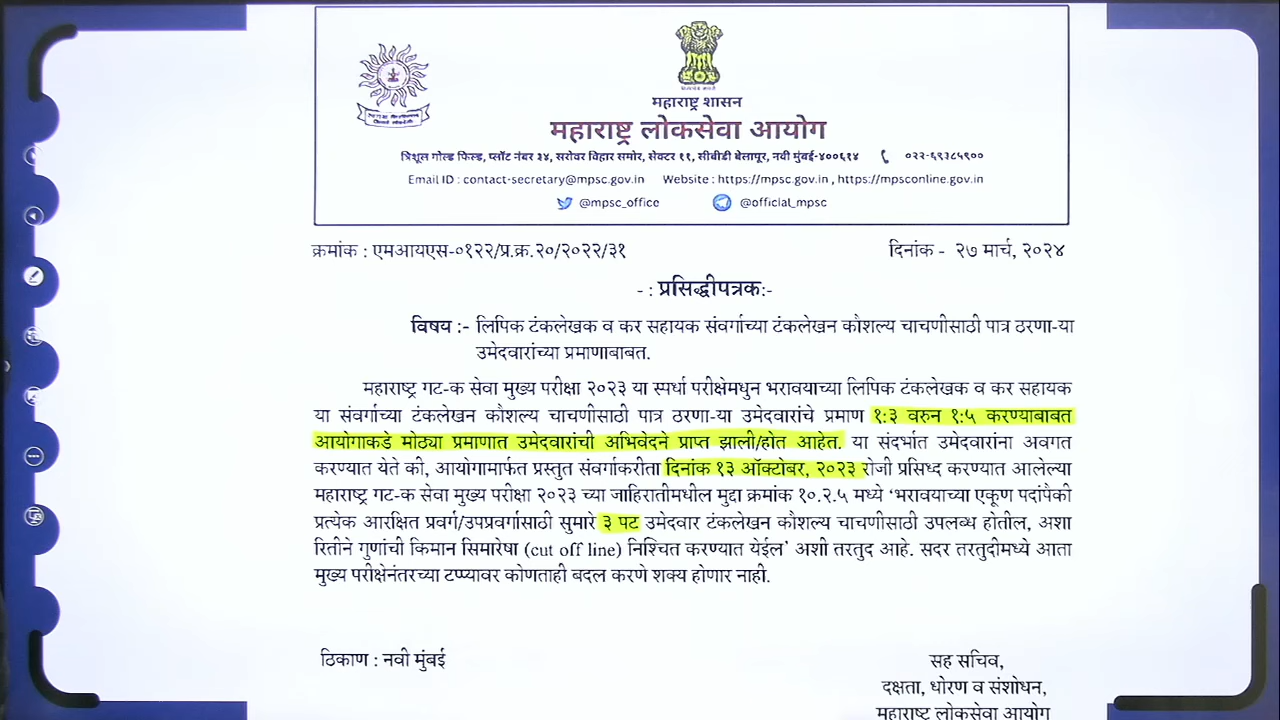 महाराष्ट्र शासन
महाराष्ट्र लोकसेवा आयोग
त्रिशूल गोल्ड फिल्ड, प्लॉट नंबर ३४, सरोवर विहार समोर, सेक्टर ११, सीबीडी बेलापूर, नवी मुंबई-४००६१४ ०२२-६९३८५९००
Email ID : contact-secretary@mpsc.gov.in Website : https://mpsc.gov.in , https://mpsconline.gov.in
@mpsc_office @official_mpsc
क्रमांक : एमआयएस-०१२२/प्र.क्र.२०/२०२२/३१ दिनांक - २७ मार्च, २०२४
- : प्रसिद्धीपत्रक:-
विषय :- लिपिक टंकलेखक व कर सहायक संवर्गाच्या टंकलेखन कौशल्य चाचणीसाठी पात्र ठरणा-या
उमेदवारांच्या प्रमाणाबाबत.
महाराष्ट्र गट-क सेवा मुख्य परीक्षा २०२३ या स्पर्धा परीक्षेमधुन भरावयाच्या लिपिक टंकलेखक व कर सहायक
या संवर्गाच्या टंकलेखन कौशल्य चाचणीसाठी पात्र ठरणा-या उमेदवारांचे प्रमाण १:३ वरुन १:५ करण्याबाबत
आयोगाकडे मोठ्या प्रमाणात उमेदवारांची अभिवेदने प्राप्त झाली/होत आहेत. या संदर्भात उमेदवारांना अवगत
करण्यात येते की, आयोगामार्फत प्रस्तुत संवर्गाकरीता दिनांक १३ ऑक्टोबर, २०२३ रोजी प्रसिध्द करण्यात आलेल्या
महाराष्ट्र गट-क सेवा मुख्य परीक्षा २०२३ च्या जाहिरातीमधील मुद्दा क्रमांक १०.२.५ मध्ये ‘भरावयाच्या एकूण पदांपैकी
प्रत्येक आरक्षित प्रवर्ग/उपप्रवर्गासाठी सुमारे ३ पट उमेदवार टंकलेखन कौशल्य चाचणीसाठी उपलब्ध होतील, अशा
रितीने गुणांची किमान सिमारेषा (cut off line) निश्चित करण्यात येईल’ अशी तरतुद आहे. सदर तरतुदीमध्ये आता
मुख्य परीक्षेनंतरच्या टप्प्यावर कोणताही बदल करणे शक्य होणार नाही.
ठिकाण : नवी मुंबई
सह सचिव,
दक्षता, धोरण व संशोधन,
महाराष्ट्र लोकसेवा आयोग